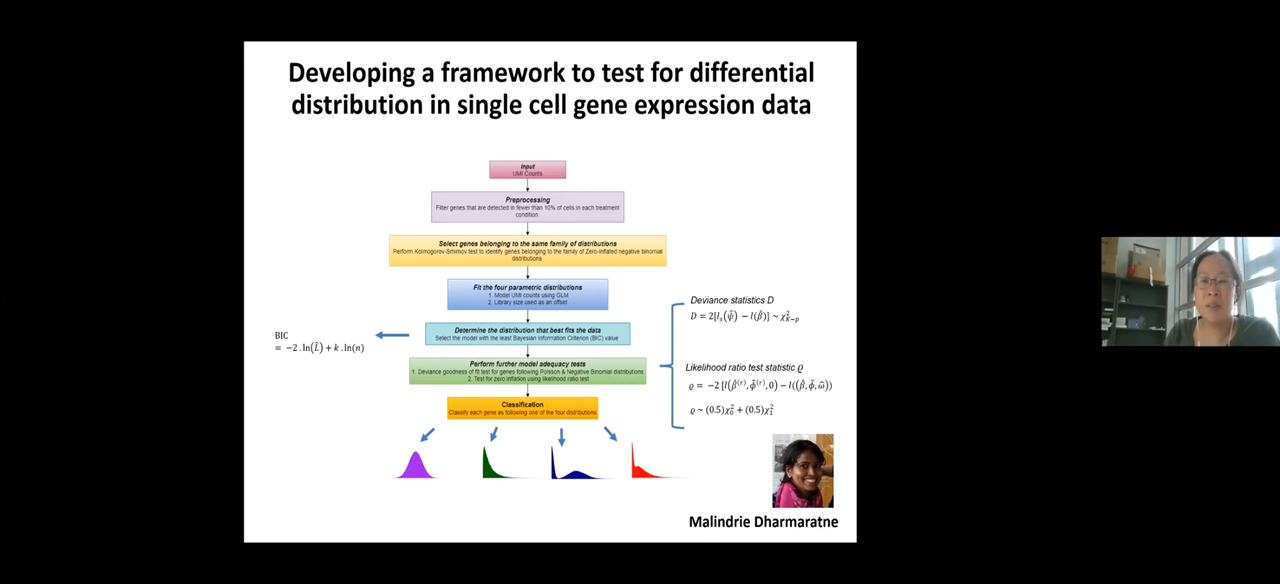 Developing a framework to test for differential
distribution in single cell gene expression data
Input
UMI Counts
Preprocessing
Filter genes that are detected in fewer than 10% of cells in each treatment
condition
Select genes belonging to the same family of distributions
Perform Kolmogorov-Smirnov test to identify genes belonging to the family of Zero-Inflated negative binomial
distributions
Fit the four parametric distributions
1. Model UMI counts using GLM
2. Library size used as an offset
Determine the distribution that best fits the data
Select the model with the least Bayesian Information Criterion (BIC) value
BIC
= −2 .ln(L̂) + k .ln(n)
Perform further model adequacy tests
1. Deviance goodness of fit test for genes following Poisson & Negative Binomial distributions
2. Test for zero inflation using likelihood ratio test
Classification
Classify each gene as following one of the four distributions
Deviance statistics D
D = 2[l_s(ψ̂) − l(β̂)] ~ χ²_{k−p}
Likelihood ratio test statistic ϱ
ϱ = −2 [l(β̂⁽ʳ⁾, ϕ̂⁽ʳ⁾, 0) − l((β̂, ϕ̂, ω̂))
ϱ ~ (0.5)χ²₀ + (0.5)χ²₁
Malindrie Dharmaratne